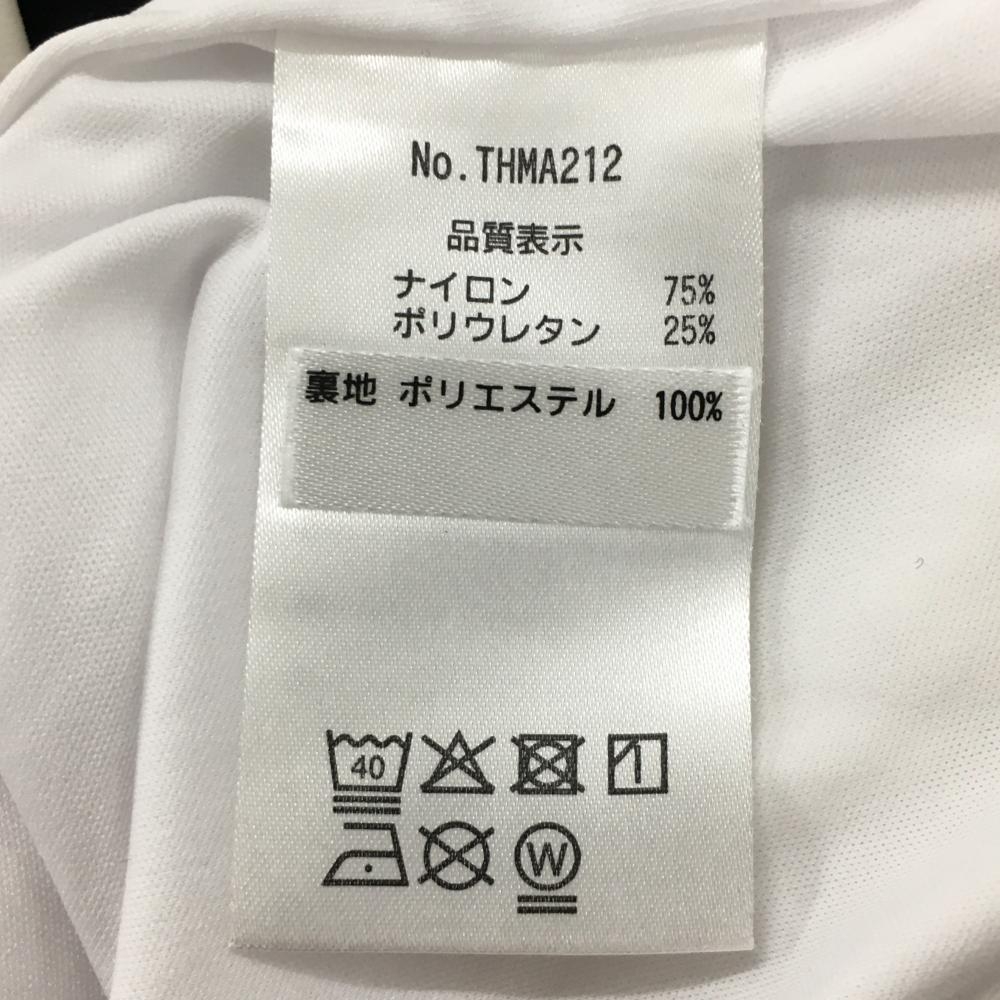 No.THMA212
品質表示
ナイロン 75%
ポリウレタン 25%
裏地 ポリエステル 100%
40
W